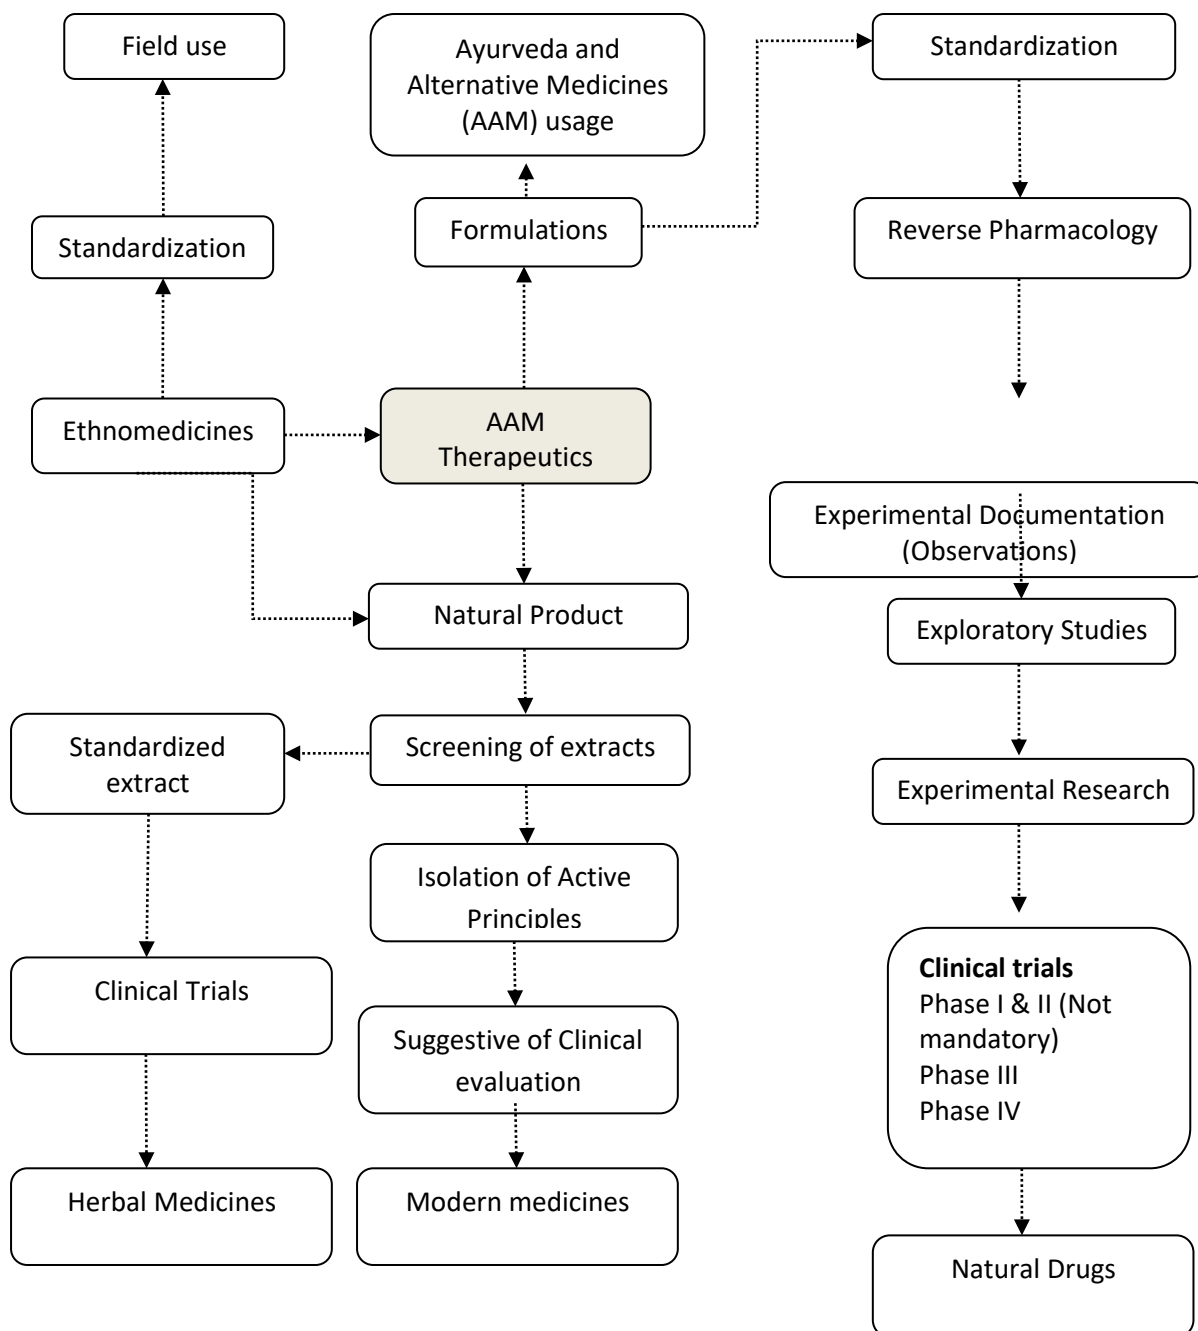 Field use
Ayurveda and
Alternative Medicines
(AAM) usage
Standardization
Standardization
Formulations
Reverse Pharmacology
Ethnomedicines
AAM
Therapeutics
Experimental Documentation
(Observations)
Natural Product
Exploratory Studies
Standardized
extract
Screening of extracts
Experimental Research
Isolation of Active
Principles
Clinical Trials
Suggestive of Clinical
evaluation
Clinical trials
Phase I & II (Not
mandatory)
Phase III
Phase IV
Herbal Medicines
Modern medicines
Natural Drugs